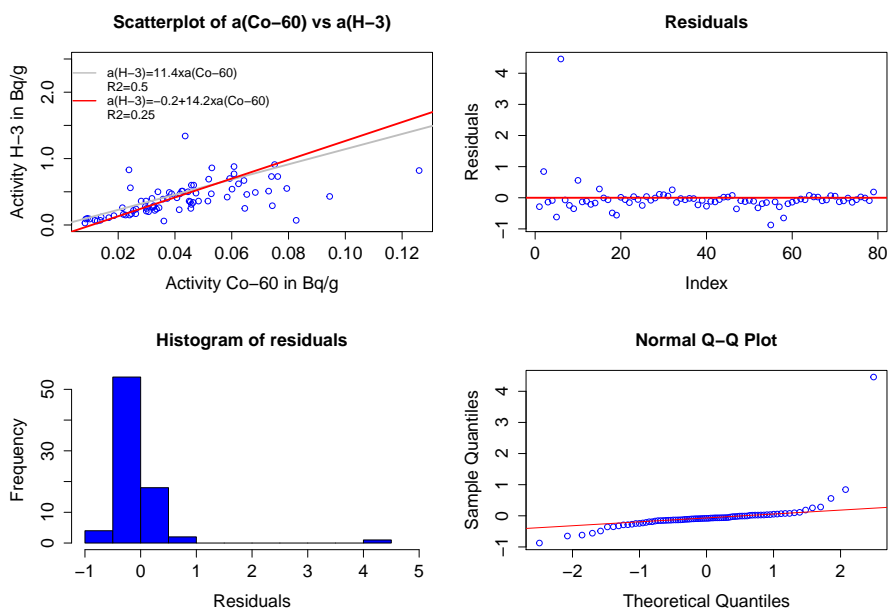 Scatterplot of a(Co−60) vs a(H−3)
a(H−3)=11.4xa(Co−60)
R2=0.5
a(H−3)=−0.2+14.2xa(Co−60)
R2=0.25
Activity H−3 in Bq/g
0.0 1.0 2.0
0.02 0.04 0.06 0.08 0.10 0.12
Activity Co−60 in Bq/g
Residuals
Residuals
−1 0 1 2 3 4
0 20 40 60 80
Index
Histogram of residuals
Frequency
0 10 30 50
−1 0 1 2 3 4 5
Residuals
Normal Q−Q Plot
Sample Quantiles
−1 0 1 2 3 4
−2 −1 0 1 2
Theoretical Quantiles